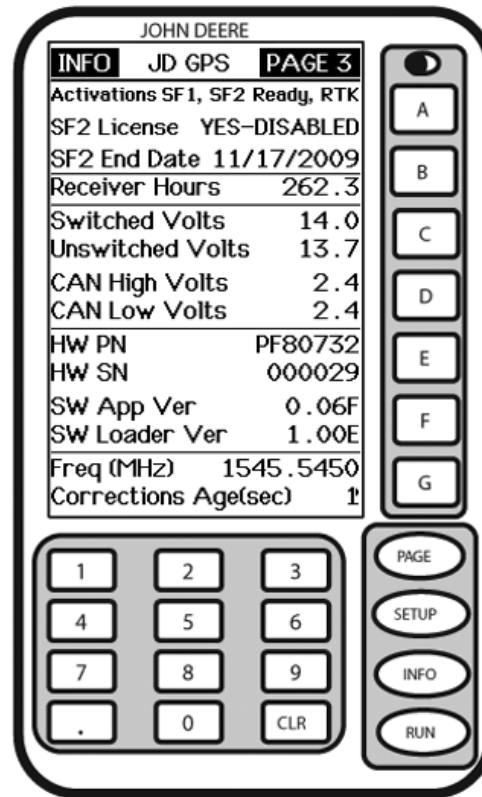 JOHN DEERE
INFO JD GPS PAGE 3
Activations SF1, SF2 Ready, RTK
SF2 License YES-DISABLED
SF2 End Date 11/17/2009
Receiver Hours 262.3
Switched Volts 14.0
Unswitched Volts 13.7
CAN High Volts 2.4
CAN Low Volts 2.4
HW PN PF80732
HW SN 000029
SW App Ver 0.06F
SW Loader Ver 1.00E
Freq (MHz) 1545.5450
Corrections Age(sec) 1
A
B
C
D
E
F
G
1 2 3
4 5 6
7 8 9
. 0 CLR
PAGE
SETUP
INFO
RUN